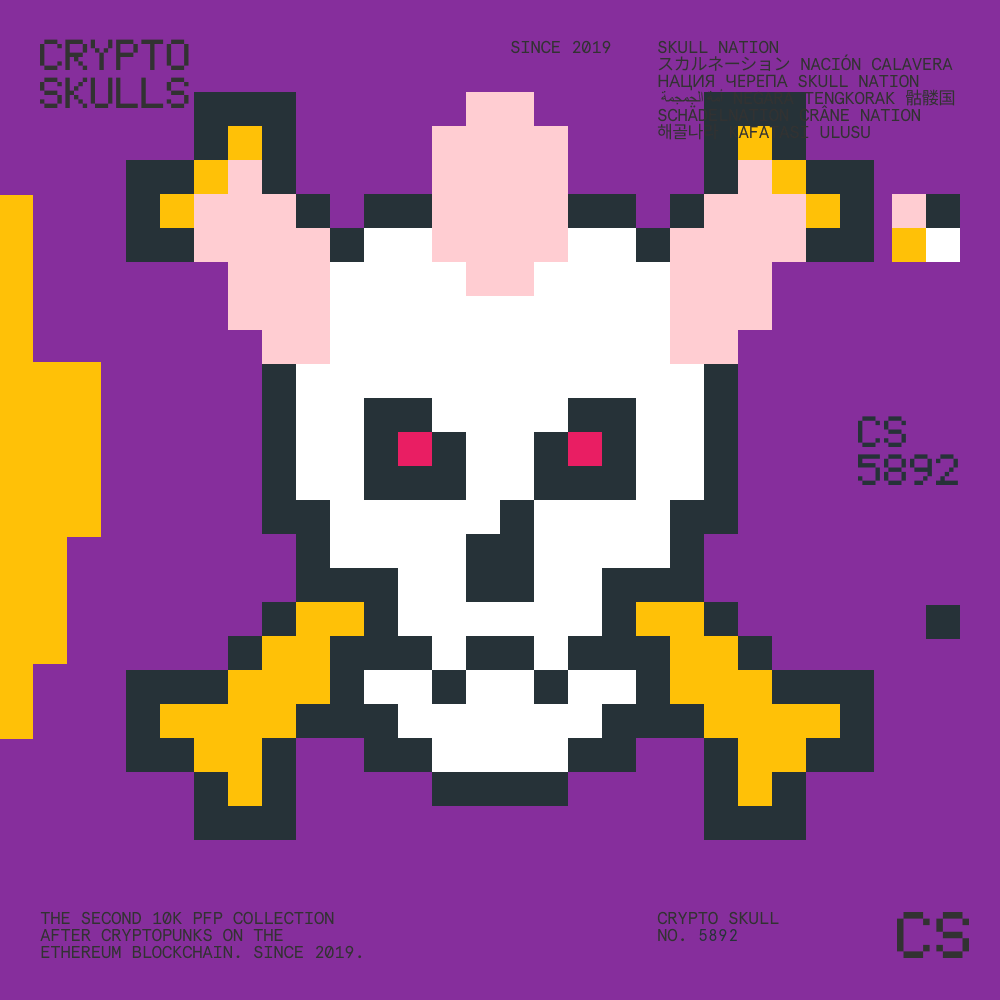 CRYPTO
SKULLS
SINCE 2019
SKULL NATION
スカルネーション NACIÓN CALAVERA
НАЦИЯ ЧЕРЕПА SKULL NATION
TENGKORAK 骷髅国
CRÂNE NATION
ULUSU
CS
5892
THE SECOND 10K PFP COLLECTION
AFTER CRYPTOPUNKS ON THE
ETHEREUM BLOCKCHAIN. SINCE 2019.
CRYPTO SKULL
NO. 5892
CS